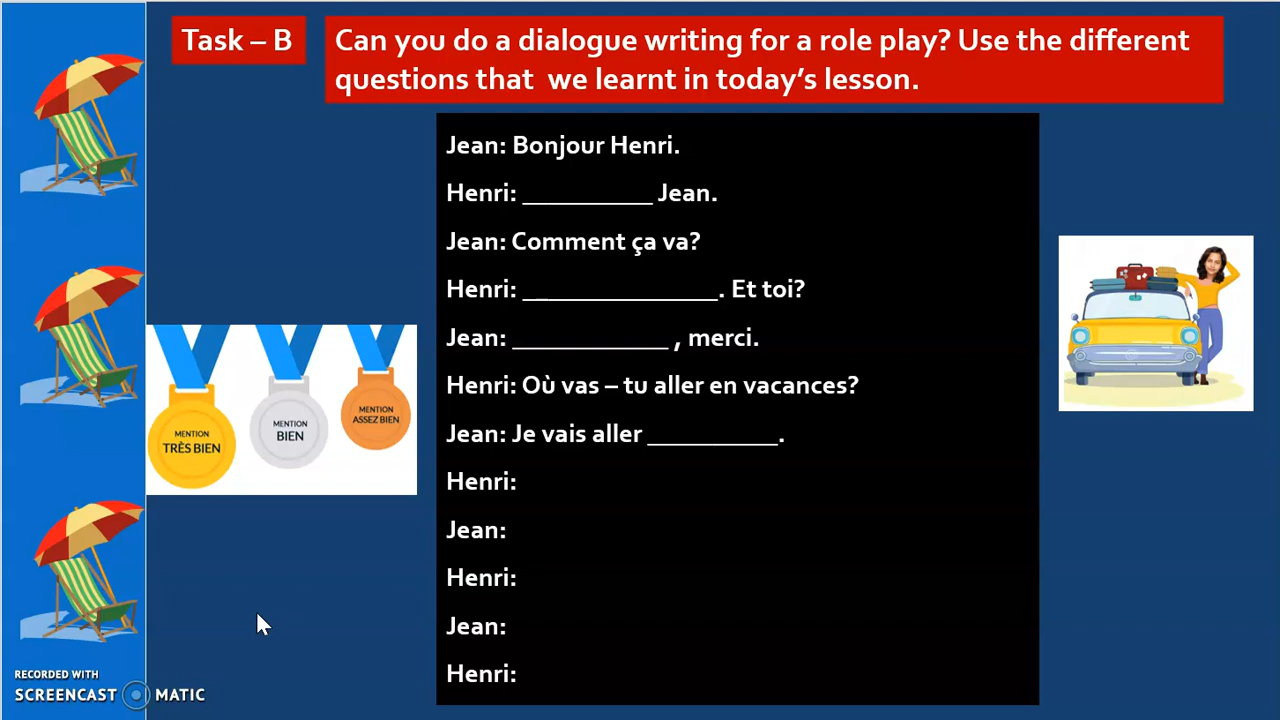 Task – B
Can you do a dialogue writing for a role play? Use the different
questions that we learnt in today's lesson.
Jean: Bonjour Henri.
Henri: __________ Jean.
Jean: Comment ça va?
Henri: _______________. Et toi?
Jean: ____________ , merci.
Henri: Où vas – tu aller en vacances?
Jean: Je vais aller __________.
Henri:
Jean:
Henri:
Jean:
Henri:
MENTION
TRÈS BIEN
MENTION
BIEN
MENTION
ASSEZ BIEN
RECORDED WITH
SCREENCAST MATIC